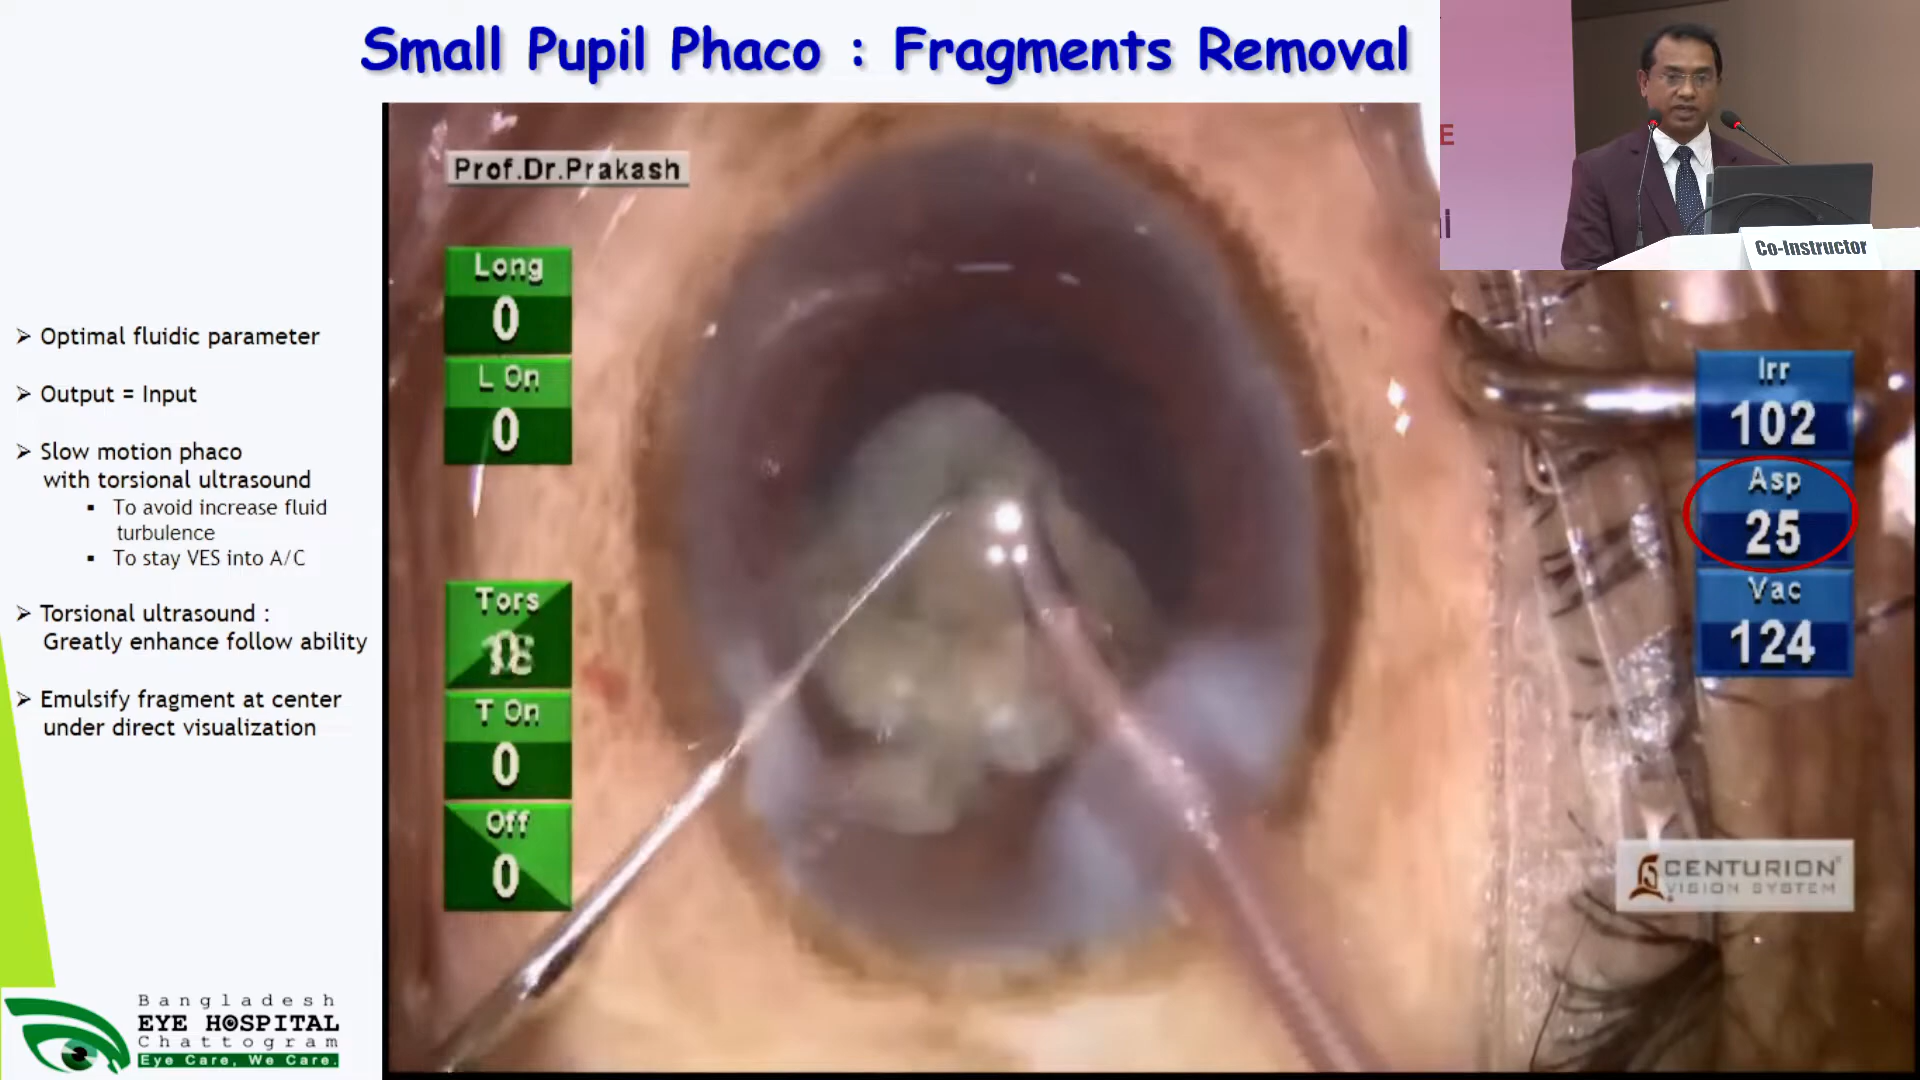 Small Pupil Phaco : Fragments Removal
➢ Optimal fluidic parameter
➢ Output = Input
➢ Slow motion phaco
with torsional ultrasound
▪ To avoid increase fluid
turbulence
▪ To stay VES into A/C
➢ Torsional ultrasound :
Greatly enhance follow ability
➢ Emulsify fragment at center
under direct visualization
Bangladesh
EYE HOSPITAL
Chattogram
Eye Care, We Care.
Prof.Dr.Prakash
Long
0
L On
0
Tors
T On
0
Off
0
Irr
102
Asp
25
Vac
124
CENTURION®
VISION SYSTEM
E
Co-Instructor